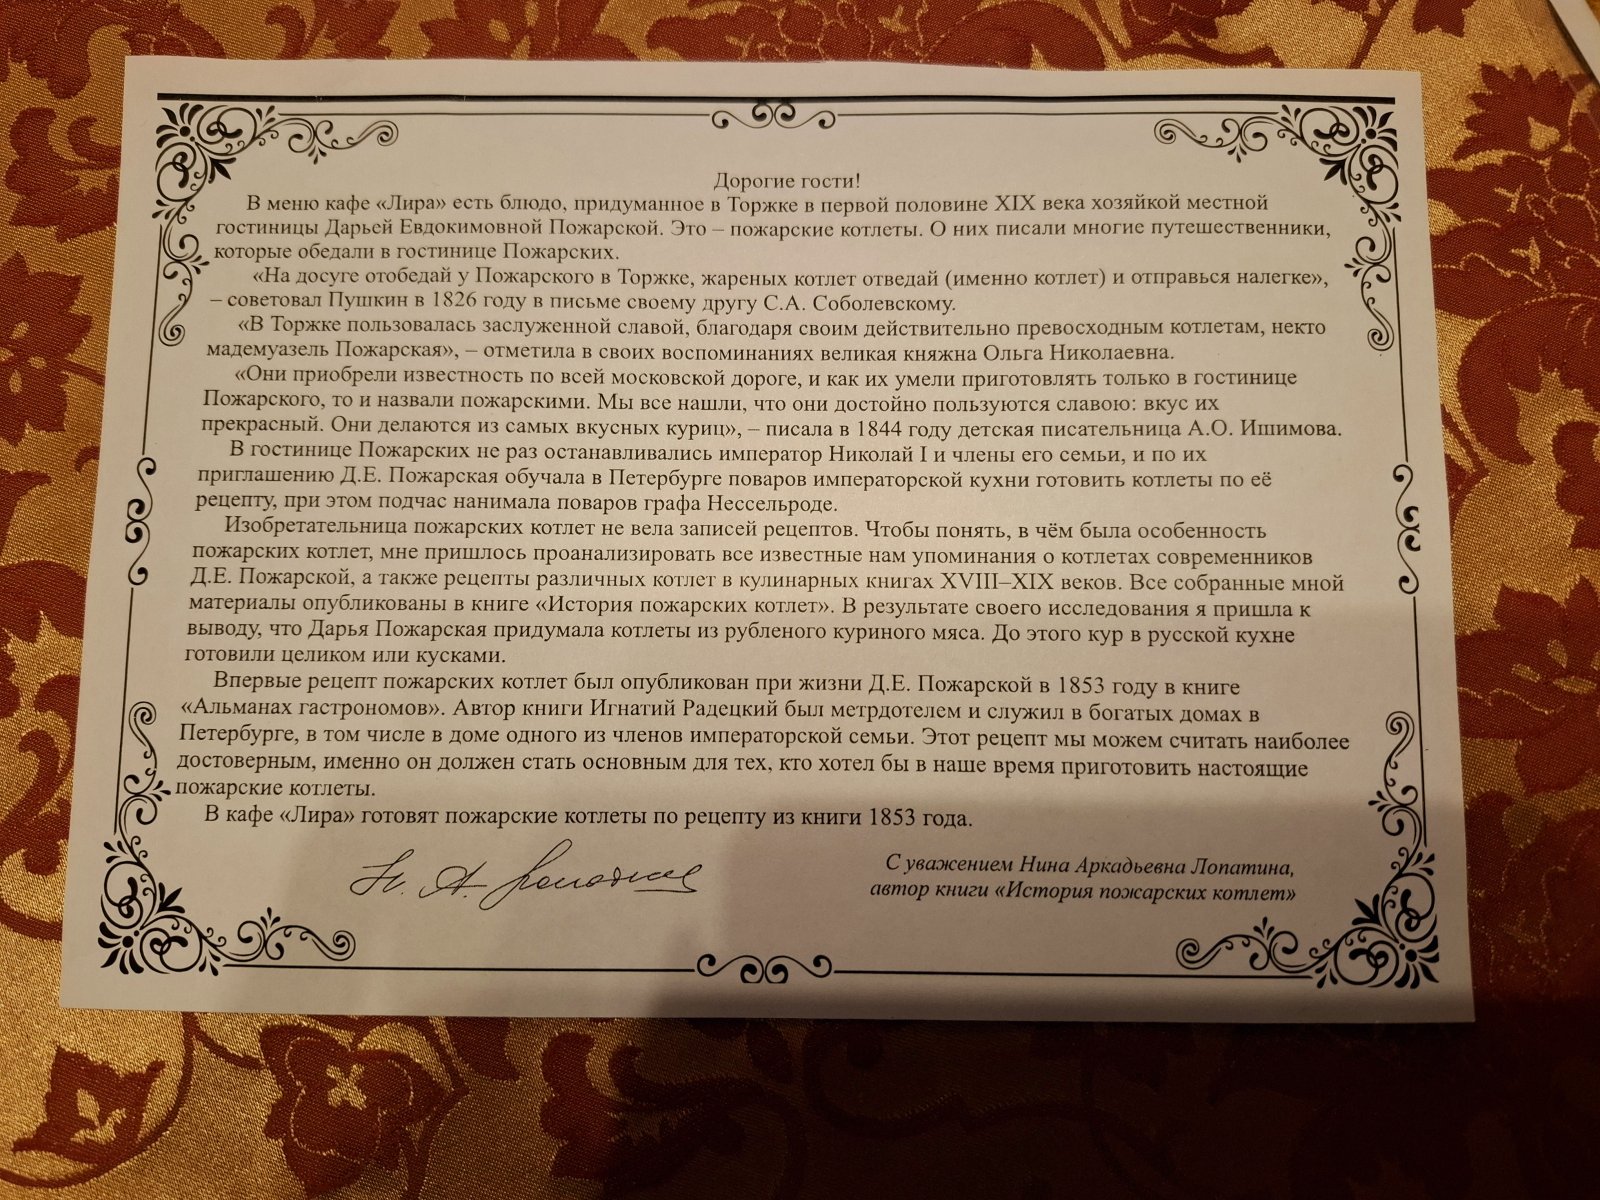 Дорогие гости!
В меню кафе «Лира» есть блюдо, придуманное в Торжке в первой половине XIX века хозяйкой местной
гостиницы Дарьей Евдокимовной Пожарской. Это – пожарские котлеты. О них писали многие путешественники,
которые обедали в гостинице Пожарских.
«На досуге отобедай у Пожарского в Торжке, жареных котлет отведай (именно котлет) и отправься налегке»,
– советовал Пушкин в 1826 году в письме своему другу С.А. Соболевскому.
«В Торжке пользовалась заслуженной славой, благодаря своим действительно превосходным котлетам, некто
мадемуазель Пожарская», – отметила в своих воспоминаниях великая княжна Ольга Николаевна.
«Они приобрели известность по всей московской дороге, и как их умели приготовлять только в гостинице
Пожарского, то и назвали пожарскими. Мы все нашли, что они достойно пользуются славою: вкус их
прекрасный. Они делаются из самых вкусных куриц», – писала в 1844 году детская писательница А.О. Ишимова.
В гостинице Пожарских не раз останавливались император Николай I и члены его семьи, и по их
приглашению Д.Е. Пожарская обучала в Петербурге поваров императорской кухни готовить котлеты по её
рецепту, при этом подчас нанимала поваров графа Нессельроде.
Изобретательница пожарских котлет не вела записей рецептов. Чтобы понять, в чём была особенность
пожарских котлет, мне пришлось проанализировать все известные нам упоминания о котлетах современников
Д.Е. Пожарской, а также рецепты различных котлет в кулинарных книгах XVIII–XIX веков. Все собранные мной
материалы опубликованы в книге «История пожарских котлет». В результате своего исследования я пришла к
выводу, что Дарья Пожарская придумала котлеты из рубленого куриного мяса. До этого кур в русской кухне
готовили целиком или кусками.
Впервые рецепт пожарских котлет был опубликован при жизни Д.Е. Пожарской в 1853 году в книге
«Альманах гастрономов». Автор книги Игнатий Радецкий был метрдотелем и служил в богатых домах в
Петербурге, в том числе в доме одного из членов императорской семьи. Этот рецепт мы можем считать наиболее
достоверным, именно он должен стать основным для тех, кто хотел бы в наше время приготовить настоящие
пожарские котлеты.
В кафе «Лира» готовят пожарские котлеты по рецепту из книги 1853 года.
Н. А. Лопатина
С уважением Нина Аркадьевна Лопатина,
автор книги «История пожарских котлет»